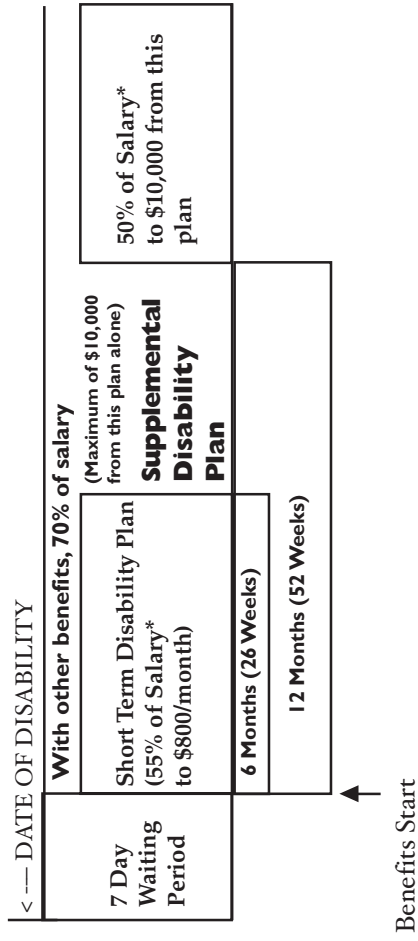 < -— DATE OF DISABILITY
With other benefits, 70% of salary
7 Day
Waiting
Period
Short Term Disability Plan
(55% of Salary*
to $800/month)
(Maximum of $10,000
from this plan alone)
Supplemental
Disability
Plan
50% of Salary*
to $10,000 from this
plan
6 Months (26 Weeks)
12 Months (52 Weeks)
Benefits Start